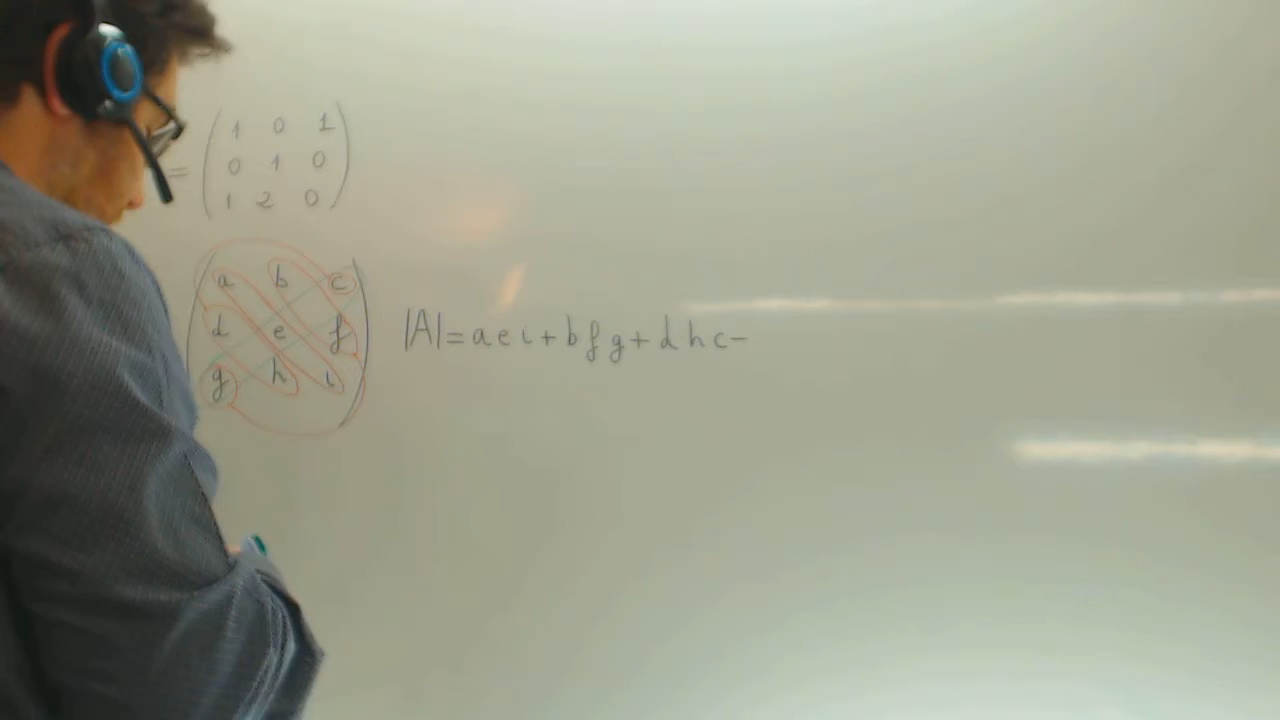 = ( 1 0 1
0 1 0
1 2 0 )
( a b c
d e f
g h i )
|A| = a e i + b f g + d h c -